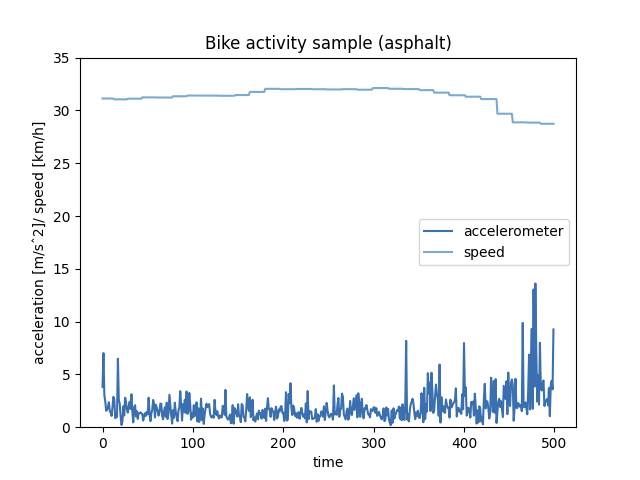 Bike activity sample (asphalt)
35
30
25
20
15
10
5
0
acceleration [m/sˆ2]/ speed [km/h]
accelerometer
speed
0 100 200 300 400 500
time